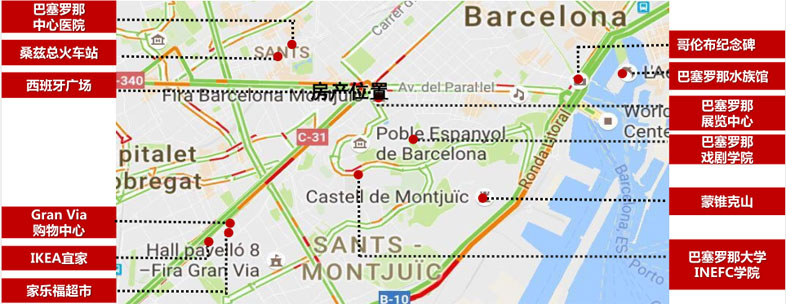 巴塞罗那
中心医院
桑兹总火车站
西班牙广场
Gran Via
购物中心
IKEA宜家
家乐福超市
Barcelona
Carrer d
SANTS
-340
房产位置
Av. del Paral·lel
Fira Barcelona Montjuïc
C-31
Poble Espanyol
de Barcelona
pitalet
obregat
Castell de Montjuïc
Hall, pavelló 8
–Fira Gran Via
SANTS -
MONTJUÏC
B-10
Ronda Litoral
L'Aq
World
Cente
Barcelona, ES
Porto
哥伦布纪念碑
巴塞罗那水族馆
巴塞罗那
展览中心
巴塞罗那
戏剧学院
蒙锥克山
巴塞罗那大学
INEFC学院